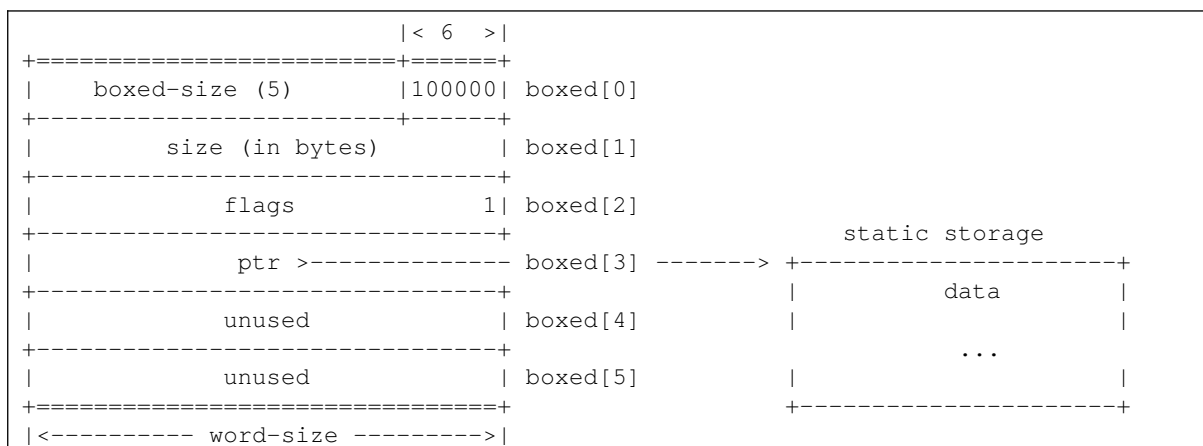 |< 6  >|
+=========================+======+
|    boxed-size (5)       |100000| boxed[0]
+-------------------------+------+
|         size (in bytes)        | boxed[1]
+--------------------------------+
|             flags             1| boxed[2]
+--------------------------------+                       static storage
|              ptr >-------------- boxed[3] -------> +----------------------+
+--------------------------------+                   |          data        |
|             unused             | boxed[4]          |                      |
+--------------------------------+                               ...
|             unused             | boxed[5]          |                      |
+================================+                   +----------------------+
|<---------- word-size --------->|